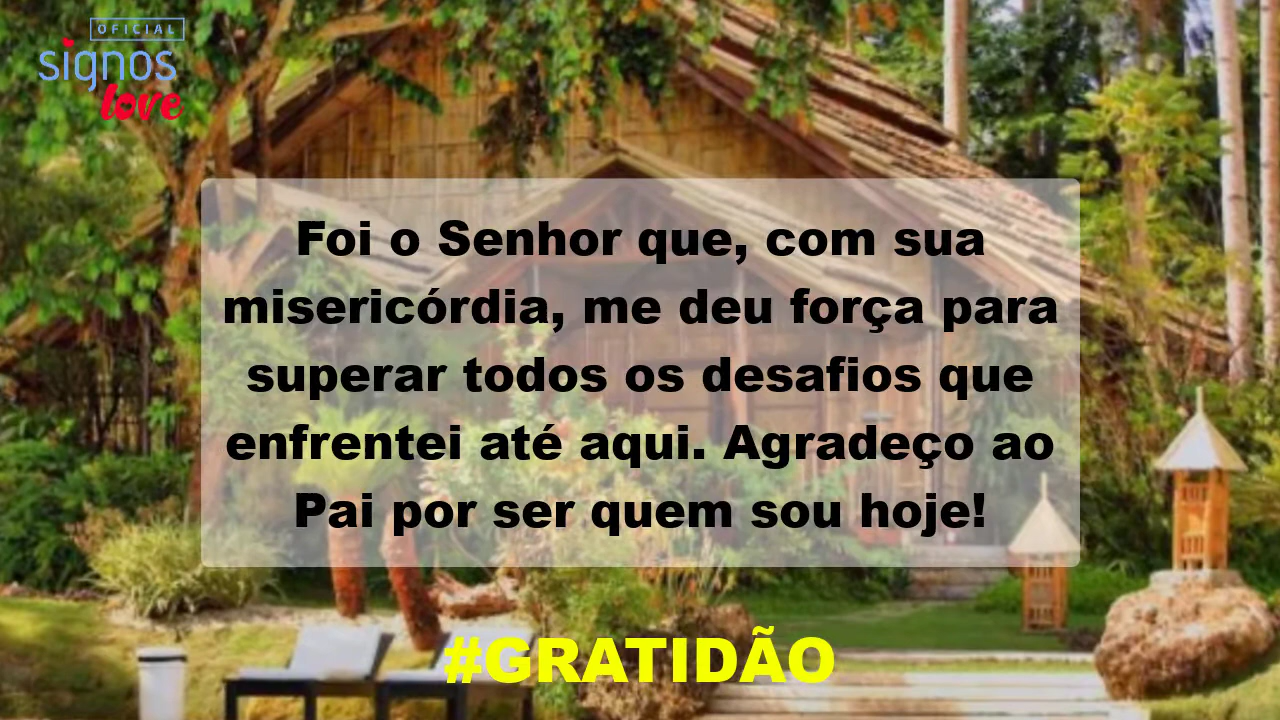 OFICIAL
signos
love
Foi o Senhor que, com sua
misericórdia, me deu força para
superar todos os desafios que
enfrentei até aqui. Agradeço ao
Pai por ser quem sou hoje!
#GRATIDÃO